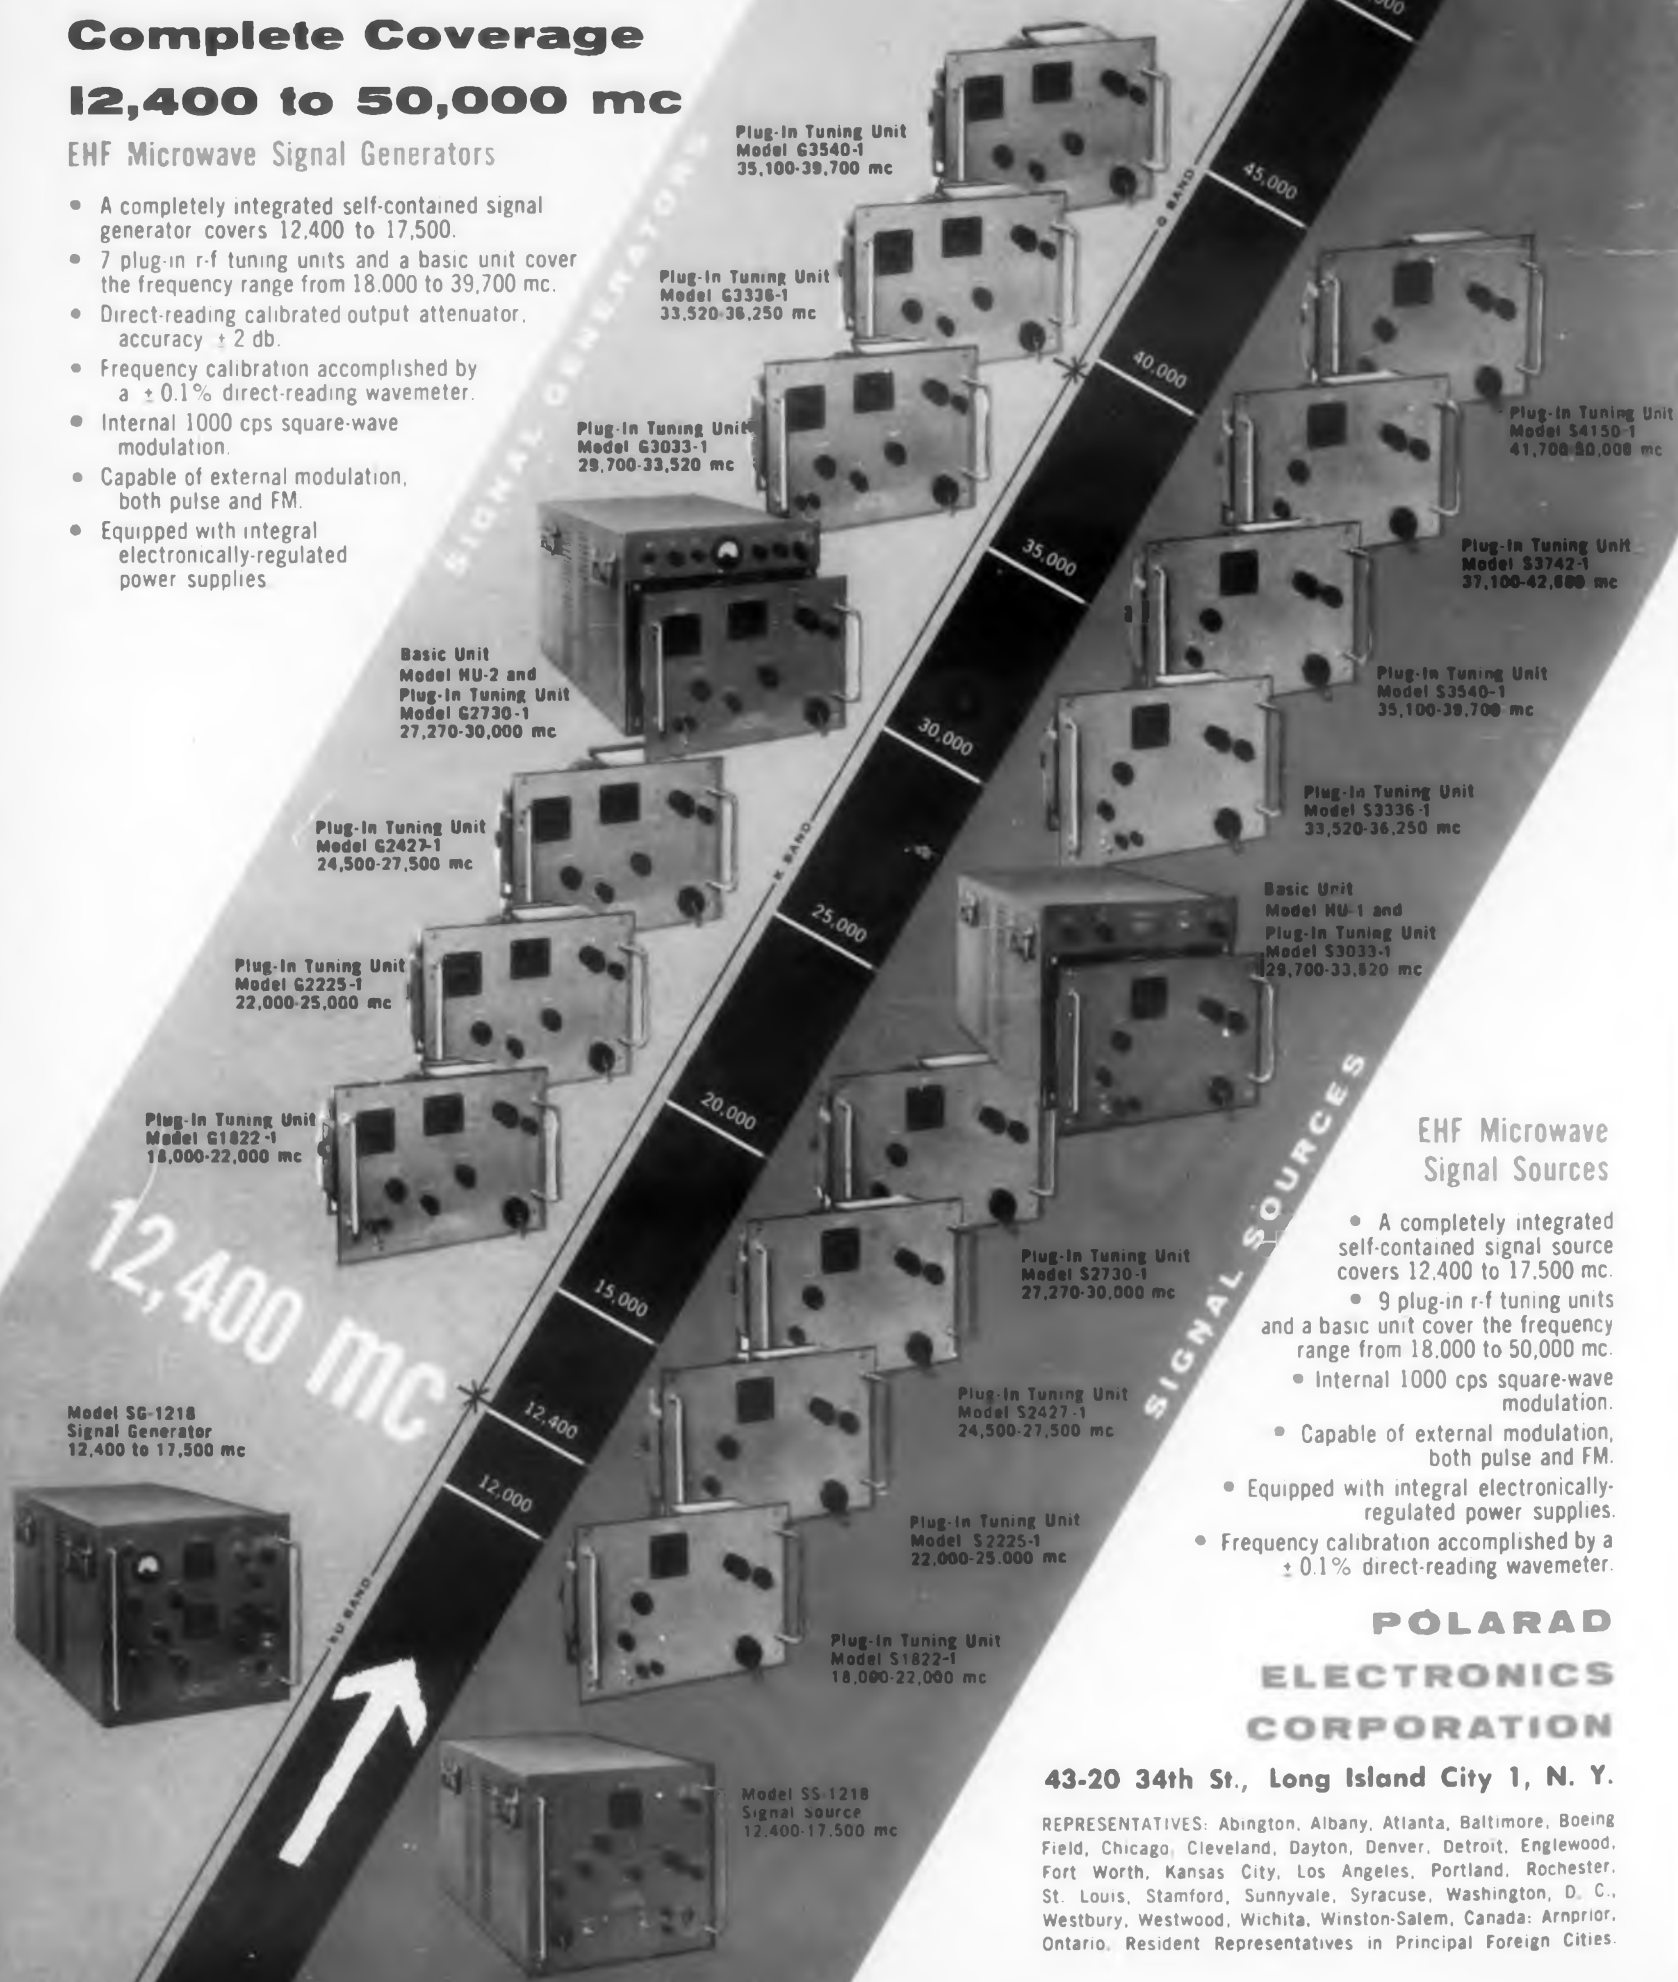 Complete Coverage
12,400 to 50,000 mc
EHF Microwave Signal Generators
• A completely integrated self-contained signal
generator covers 12,400 to 17,500.
• 7 plug-in r-f tuning units and a basic unit cover
the frequency range from 18.000 to 39,700 mc.
• Direct-reading calibrated output attenuator,
accuracy ± 2 db.
• Frequency calibration accomplished by
a ± 0.1% direct-reading wavemeter.
• Internal 1000 cps square-wave
modulation.
• Capable of external modulation,
both pulse and FM.
• Equipped with integral
electronically-regulated
power supplies
SIGNAL GENERATORS
Plug-In Tuning Unit
Model G3540-1
35,100-39,700 mc
Plug-In Tuning Unit
Model G3336-1
33,520-36,250 mc
Plug-In Tuning Unit
Model G3033-1
29,700-33,520 mc
Basic Unit
Model HU-2 and
Plug-In Tuning Unit
Model G2730-1
27,270-30,000 mc
Plug-In Tuning Unit
Model G2427-1
24,500-27,500 mc
Plug-In Tuning Unit
Model G2225-1
22,000-25,000 mc
Plug-In Tuning Unit
Model G1822-1
18,000-22,000 mc
12,400 mc
Model SG-1218
Signal Generator
12,400 to 17,500 mc
Q BAND
K BAND
KU BAND
45,000
40,000
35,000
30,000
25,000
20,000
15,000
12,400
12,000
Plug-In Tuning Unit
Model S4150-1
41,700-50,000 mc
Plug-In Tuning Unit
Model S3742-1
37,100-42,600 mc
Plug-In Tuning Unit
Model S3540-1
35,100-39,700 mc
Plug-In Tuning Unit
Model S3336-1
33,520-36,250 mc
Basic Unit
Model HU-1 and
Plug-In Tuning Unit
Model S3033-1
29,700-33,520 mc
Plug-In Tuning Unit
Model S2730-1
27,270-30,000 mc
Plug-In Tuning Unit
Model S2427-1
24,500-27,500 mc
Plug-In Tuning Unit
Model S2225-1
22,000-25.000 mc
Plug-In Tuning Unit
Model S1822-1
18,000-22,000 mc
Model SS-1218
Signal Source
12.400-17.500 mc
SIGNAL SOURCES
EHF Microwave
Signal Sources
• A completely integrated
self-contained signal source
covers 12.400 to 17.500 mc.
• 9 plug-in r-f tuning units
and a basic unit cover the frequency
range from 18.000 to 50,000 mc.
• Internal 1000 cps square-wave
modulation.
• Capable of external modulation,
both pulse and FM.
• Equipped with integral electronically-
regulated power supplies.
• Frequency calibration accomplished by a
± 0.1% direct-reading wavemeter.
POLARAD
ELECTRONICS
CORPORATION
43-20 34th St., Long Island City 1, N. Y.
REPRESENTATIVES: Abington, Albany, Atlanta, Baltimore, Boeing
Field, Chicago, Cleveland, Dayton, Denver, Detroit, Englewood,
Fort Worth, Kansas City, Los Angeles, Portland, Rochester,
St. Louis, Stamford, Sunnyvale, Syracuse, Washington, D. C.,
Westbury, Westwood, Wichita, Winston-Salem, Canada: Arnprior,
Ontario. Resident Representatives in Principal Foreign Cities.